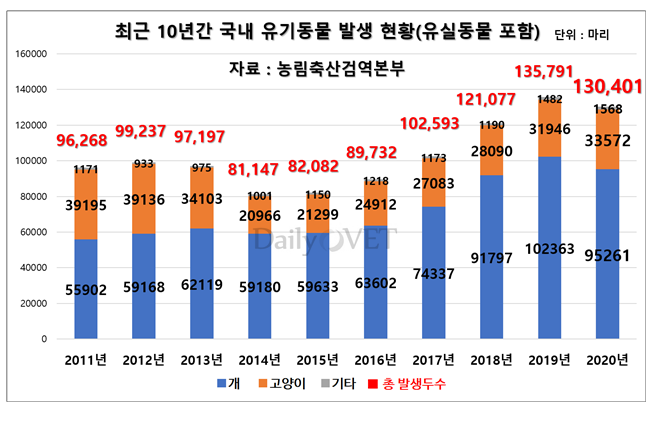 최근 10년간 국내 유기동물 발생 현황(유실동물 포함) 단위 : 마리
자료 : 농림축산검역본부
160000
140000
120000
100000
80000
60000
40000
20000
0
96,268 99,237 97,197 81,147 82,082 89,732 102,593 121,077 135,791 130,401
1171 933 975 1001 1150 1218 1173 1190 1482 1568
39195 39136 34103 20966 21299 24912 27083 28090 31946 33572
DailyVET
55902 59168 62119 59180 59633 63602 74337 91797 102363 95261
2011년 2012년 2013년 2014년 2015년 2016년 2017년 2018년 2019년 2020년
개 고양이 기타 총 발생두수